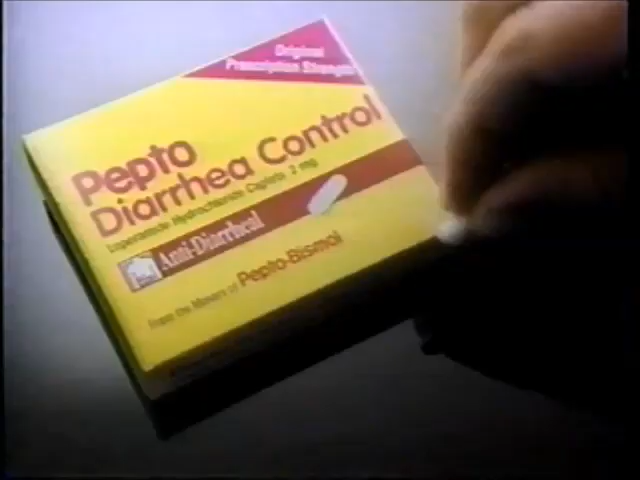 Original
Prescription Strength
Pepto
Diarrhea Control
Loperamide Hydrochloride Caplets 2 mg
Anti-Diarrheal
From the Makers of Pepto-Bismol